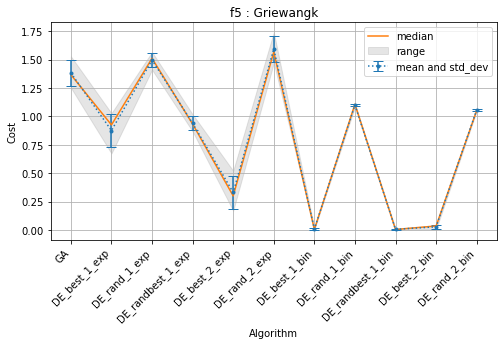 f5 : Griewangk
median
range
mean and std_dev
1.75
1.50
1.25
1.00
0.75
0.50
0.25
0.00
Cost
GA
DE_best_1_exp
DE_rand_1_exp
DE_randbest_1_exp
DE_best_2_exp
DE_rand_2_exp
DE_best_1_bin
DE_rand_1_bin
DE_randbest_1_bin
DE_best_2_bin
DE_rand_2_bin
Algorithm